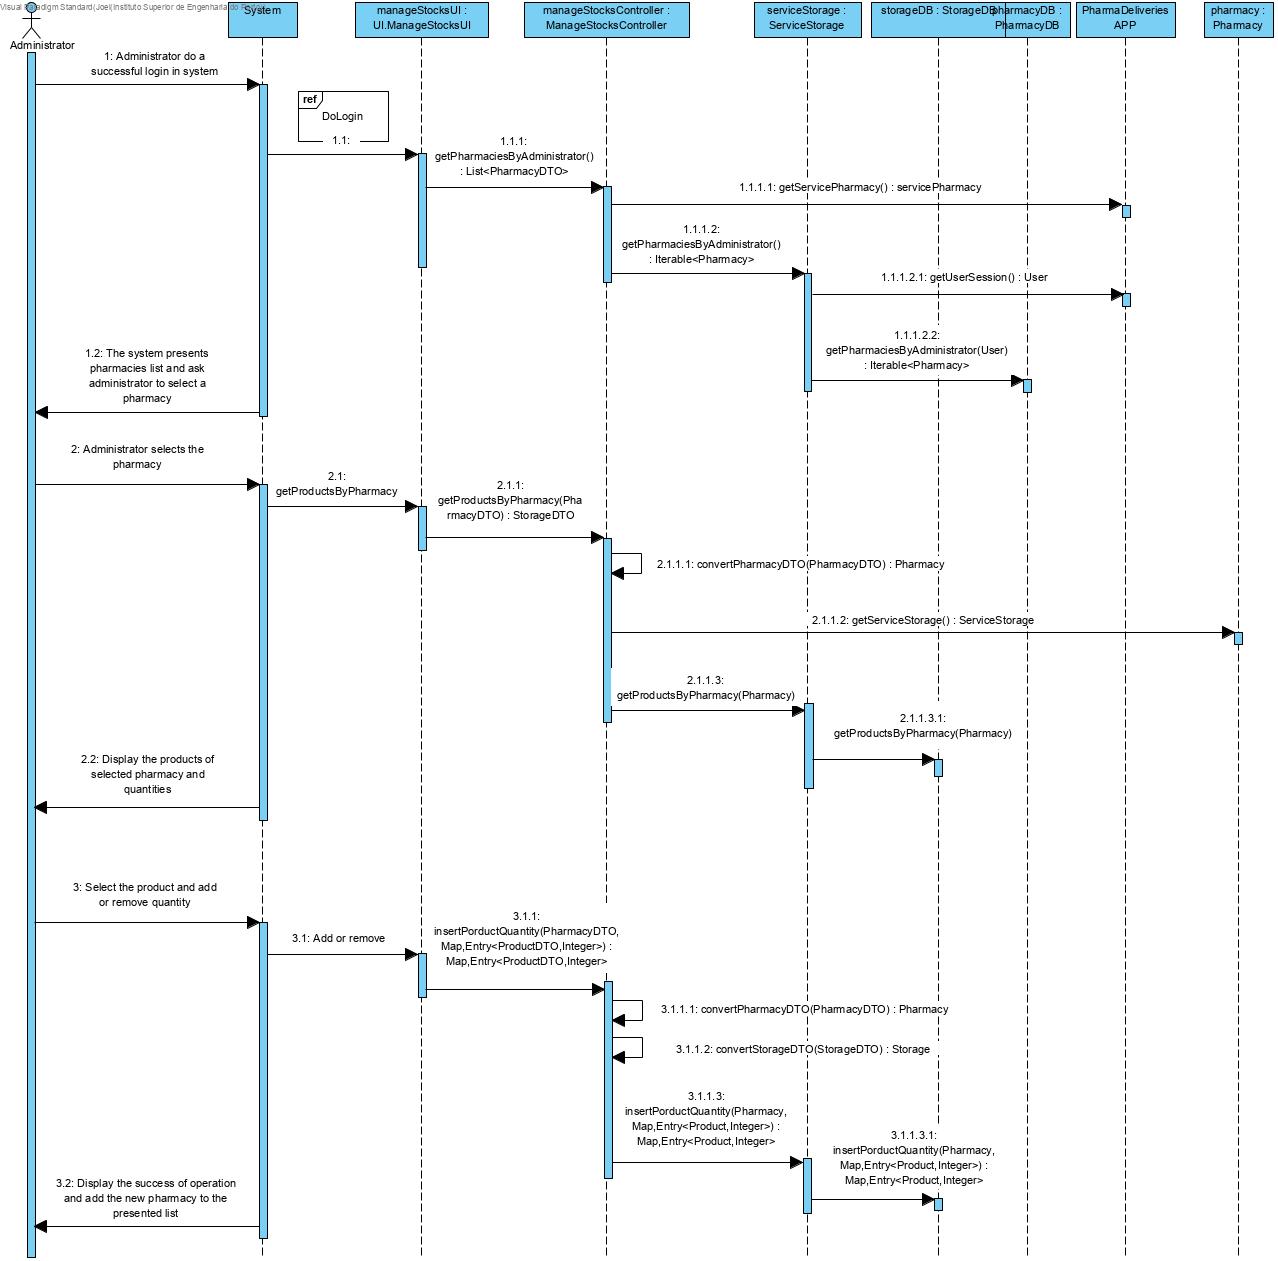 Visual Paradigm Standard(Joel(Instituto Superior de Engenharia do
System
manageStocksUI :
UI.ManageStocksUI
manageStocksController :
ManageStocksController
serviceStorage :
ServiceStorage
storageDB : StorageDB
pharmacyDB :
PharmacyDB
PharmaDeliveries
APP
pharmacy :
Pharmacy
Administrator
1: Administrator do a
successful login in system
ref
DoLogin
1.1:
1.1.1:
getPharmaciesByAdministrator()
: List<PharmacyDTO>
1.1.1.1: getServicePharmacy() : servicePharmacy
1.1.1.2:
getPharmaciesByAdministrator()
: Iterable<Pharmacy>
1.1.1.2.1: getUserSession() : User
1.1.1.2.2:
getPharmaciesByAdministrator(User)
: Iterable<Pharmacy>
1.2: The system presents
pharmacies list and ask
administrator to select a
pharmacy
2: Administrator selects the
pharmacy
2.1:
getProductsByPharmacy
2.1.1:
getProductsByPharmacy(Pha
rmacyDTO) : StorageDTO
2.1.1.1: convertPharmacyDTO(PharmacyDTO) : Pharmacy
2.1.1.2: getServiceStorage() : ServiceStorage
2.1.1.3:
getProductsByPharmacy(Pharmacy)
2.1.1.3.1:
getProductsByPharmacy(Pharmacy)
2.2: Display the products of
selected pharmacy and
quantities
3: Select the product and add
or remove quantity
3.1: Add or remove
3.1.1:
insertPorductQuantity(PharmacyDTO,
Map,Entry<ProductDTO,Integer>) :
Map,Entry<ProductDTO,Integer>
3.1.1.1: convertPharmacyDTO(PharmacyDTO) : Pharmacy
3.1.1.2: convertStorageDTO(StorageDTO) : Storage
3.1.1.3:
insertPorductQuantity(Pharmacy,
Map,Entry<Product,Integer>) :
Map,Entry<Product,Integer>
3.1.1.3.1:
insertPorductQuantity(Pharmacy,
Map,Entry<Product,Integer>) :
Map,Entry<Product,Integer>
3.2: Display the success of operation
and add the new pharmacy to the
presented list